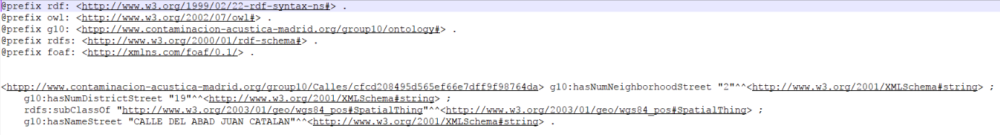 @prefix rdf: <http://www.w3.org/1999/02/22-rdf-syntax-ns#> .
@prefix owl: <http://www.w3.org/2002/07/owl#> .
@prefix g10: <htpp://www.contaminacion-acustica-madrid.org/group10/ontology#> .
@prefix rdfs: <http://www.w3.org/2000/01/rdf-schema#> .
@prefix foaf: <http://xmlns.com/foaf/0.1/> .
<htpp://www.contaminacion-acustica-madrid.org/group10/Calles/cfcd208495d565ef66e7dff9f98764da> g10:hasNumNeighborhoodStreet "2"^^<http://www.w3.org/2001/XMLSchema#string> ;
g10:hasNumDistrictStreet "19"^^<http://www.w3.org/2001/XMLSchema#string> ;
rdfs:subClassOf "http://www.w3.org/2003/01/geo/wgs84_pos#SpatialThing"^^<http://www.w3.org/2003/01/geo/wgs84_pos#SpatialThing> ;
g10:hasNameStreet "CALLE DEL ABAD JUAN CATALAN"^^<http://www.w3.org/2001/XMLSchema#string> .